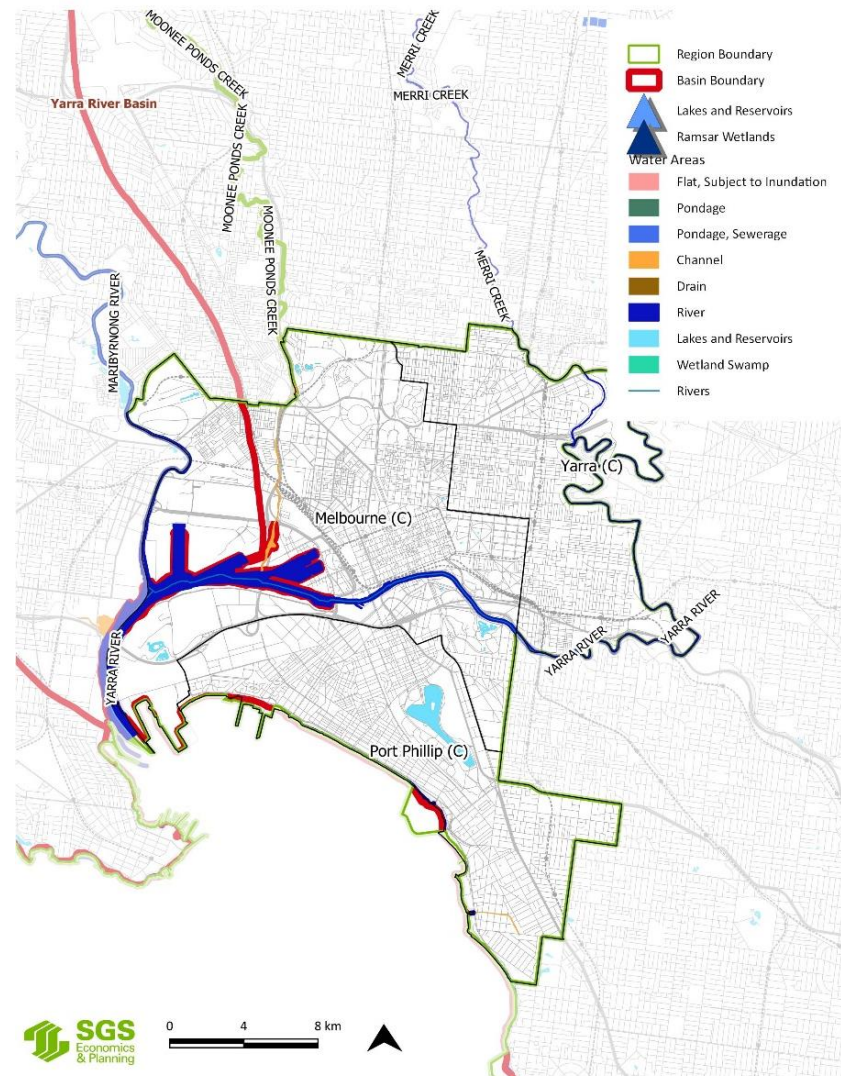 MOONEE PONDS CREEK
MERRI CREEK
MERRI CREEK
Yarra River Basin
MOONEE PONDS CREEK
MOONEE PONDS CREEK
MERRI CREEK
MARIBYRNONG RIVER
Yarra (C)
Melbourne (C)
YARRA RIVER
YARRA RIVER
YARRA RIVER
Port Phillip (C)
Region Boundary
Basin Boundary
Lakes and Reservoirs
Ramsar Wetlands
Water Areas
Flat, Subject to Inundation
Pondage
Pondage, Sewerage
Channel
Drain
River
Lakes and Reservoirs
Wetland Swamp
Rivers
SGS
Economics
& Planning
0 4 8 km